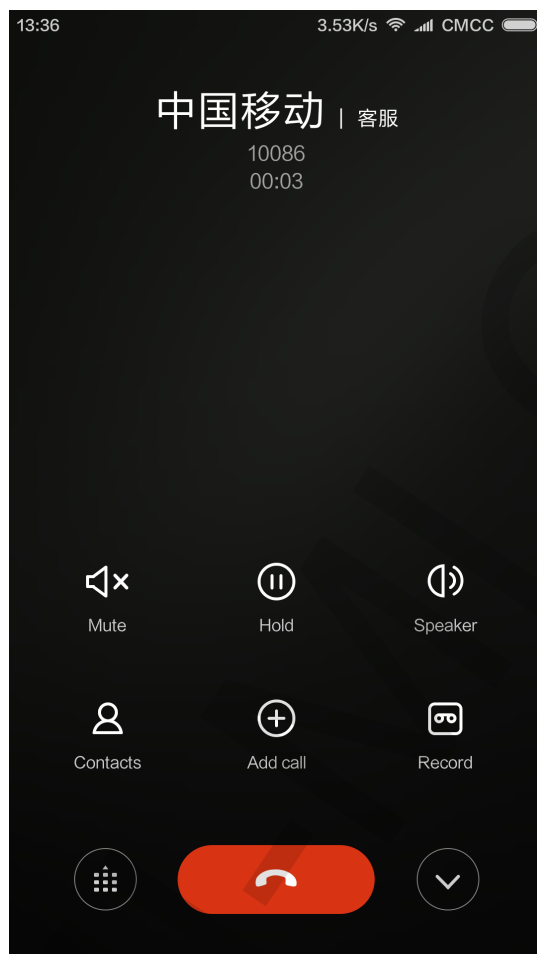 13:36 3.53K/s CMCC
中国移动 | 客服
10086
00:03
Mute Hold Speaker
Contacts Add call Record